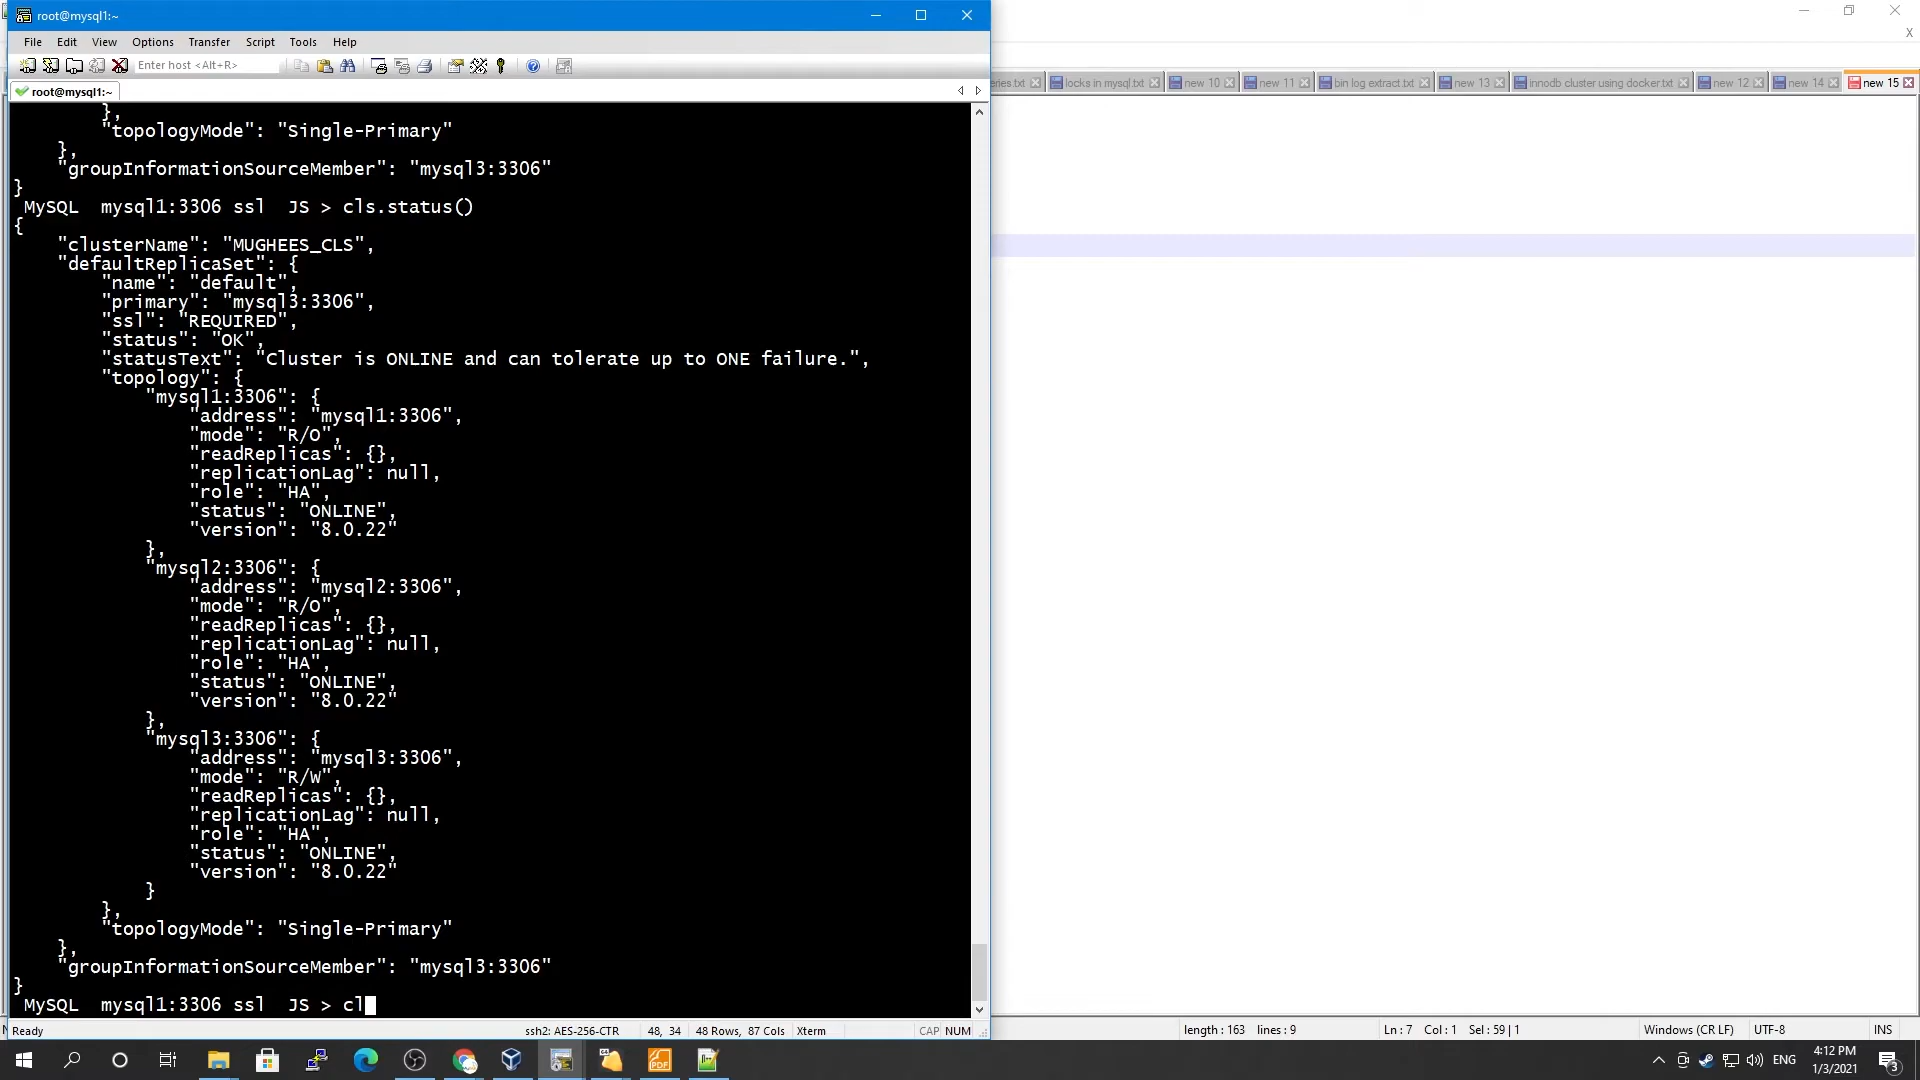 root@mysql1:~
File Edit View Options Transfer Script Tools Help
Enter host <Alt+R>
root@mysql1:~
X
eries.txt locks in mysql.txt new 10 new 11 bin log extract.txt new 13 innodb cluster using docker.txt new 12 new 14 new 15
},
"topologyMode": "Single-Primary"
},
"groupInformationSourceMember": "mysql3:3306"
}
MySQL mysql1:3306 ssl JS > cls.status()
{
"clusterName": "MUGHEES_CLS",
"defaultReplicaSet": {
"name": "default",
"primary": "mysql3:3306",
"ssl": "REQUIRED",
"status": "OK",
"statusText": "Cluster is ONLINE and can tolerate up to ONE failure.",
"topology": {
"mysql1:3306": {
"address": "mysql1:3306",
"mode": "R/O",
"readReplicas": {},
"replicationLag": null,
"role": "HA",
"status": "ONLINE",
"version": "8.0.22"
},
"mysql2:3306": {
"address": "mysql2:3306",
"mode": "R/O",
"readReplicas": {},
"replicationLag": null,
"role": "HA",
"status": "ONLINE",
"version": "8.0.22"
},
"mysql3:3306": {
"address": "mysql3:3306",
"mode": "R/W",
"readReplicas": {},
"replicationLag": null,
"role": "HA",
"status": "ONLINE",
"version": "8.0.22"
}
},
"topologyMode": "Single-Primary"
},
"groupInformationSourceMember": "mysql3:3306"
}
MySQL mysql1:3306 ssl JS > cl
Ready ssh2: AES-256-CTR 48, 34 48 Rows, 87 Cols Xterm CAP NUM
length : 163 lines : 9 Ln : 7 Col : 1 Sel : 59 | 1 Windows (CR LF) UTF-8 INS
ENG
4:12 PM
1/3/2021
3